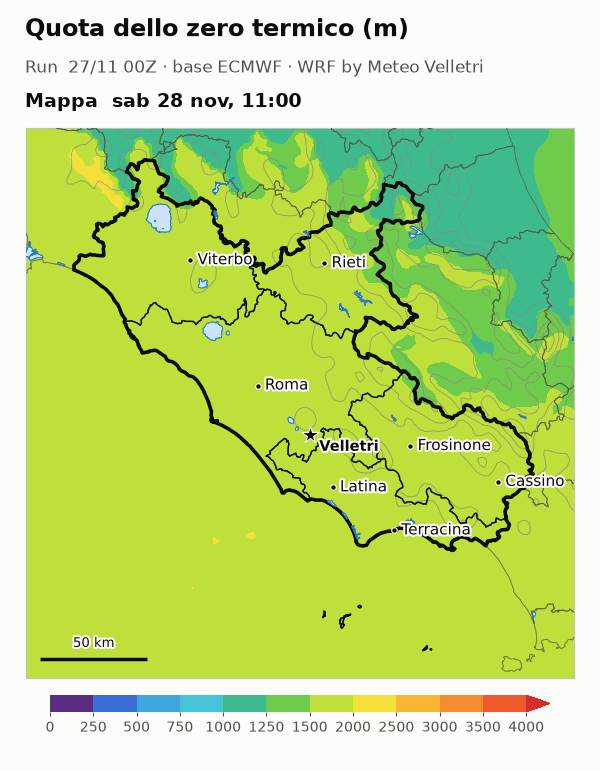 Quota dello zero termico (m)
Run  27/11 00Z · base ECMWF · WRF by Meteo Velletri
Mappa  sab 28 nov, 11:00
Viterbo
Rieti
Roma
Velletri
Frosinone
Latina
Cassino
Terracina
50 km
0 250 500 750 1000 1250 1500 2000 2500 3000 3500 4000